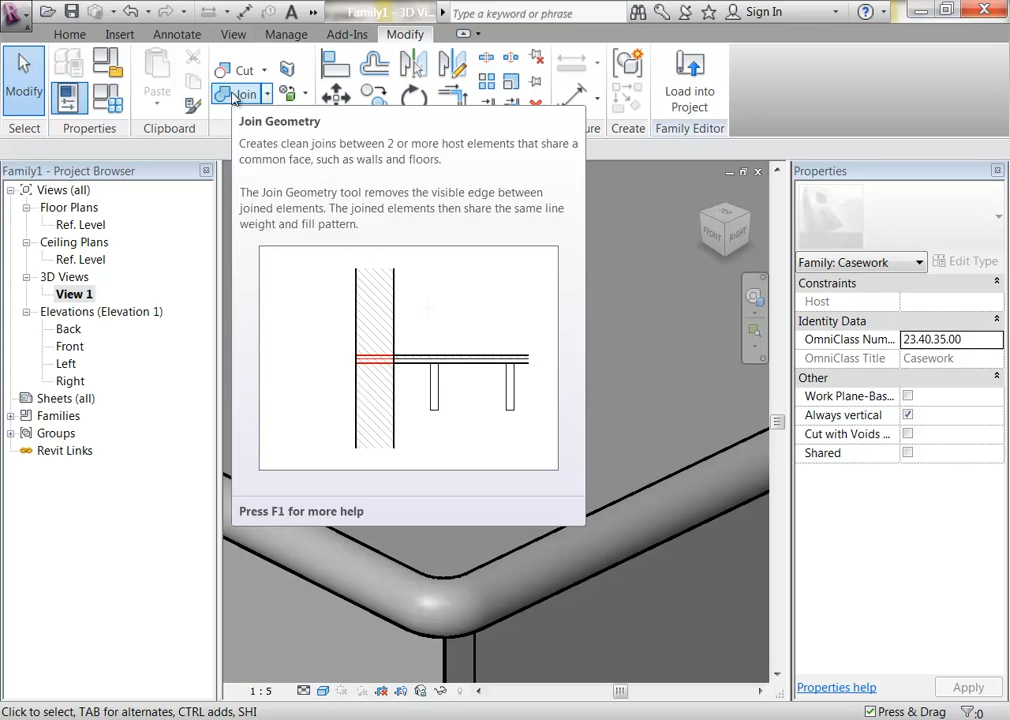 Family1 - 3D Vi...
Type a keyword or phrase
Sign In
Home Insert Annotate View Manage Add-Ins Modify
Modify
Paste
Cut
Join
Load into
Project
Select Properties Clipboard ure Create Family Editor
Join Geometry
Creates clean joins between 2 or more host elements that share a
common face, such as walls and floors.
The Join Geometry tool removes the visible edge between
joined elements. The joined elements then share the same line
weight and fill pattern.
Press F1 for more help
Family1 - Project Browser
Views (all)
Floor Plans
Ref. Level
Ceiling Plans
Ref. Level
3D Views
View 1
Elevations (Elevation 1)
Back
Front
Left
Right
Sheets (all)
Families
Groups
Revit Links
TOP
FRONT
RIGHT
Properties
Family: Casework
Edit Type
Constraints
Host
Identity Data
OmniClass Num... 23.40.35.00
OmniClass Title Casework
Other
Work Plane-Bas...
Always vertical
Cut with Voids ...
Shared
Properties help
Apply
1 : 5
Click to select, TAB for alternates, CTRL adds, SHI
Press & Drag
:0